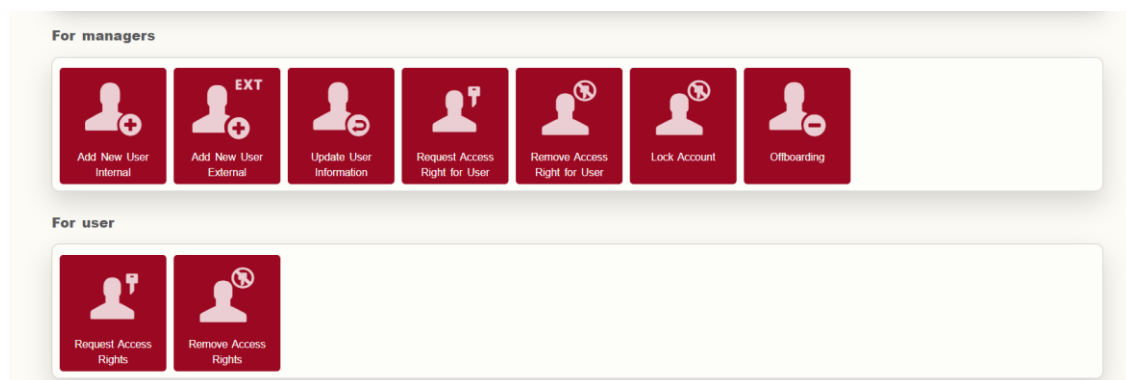 For managers
EXT
Add New User
Internal
Add New User
External
Update User
Information
Request Access
Right for User
Remove Access
Right for User
Lock Account
Offboarding
For user
Request Access
Rights
Remove Access
Rights